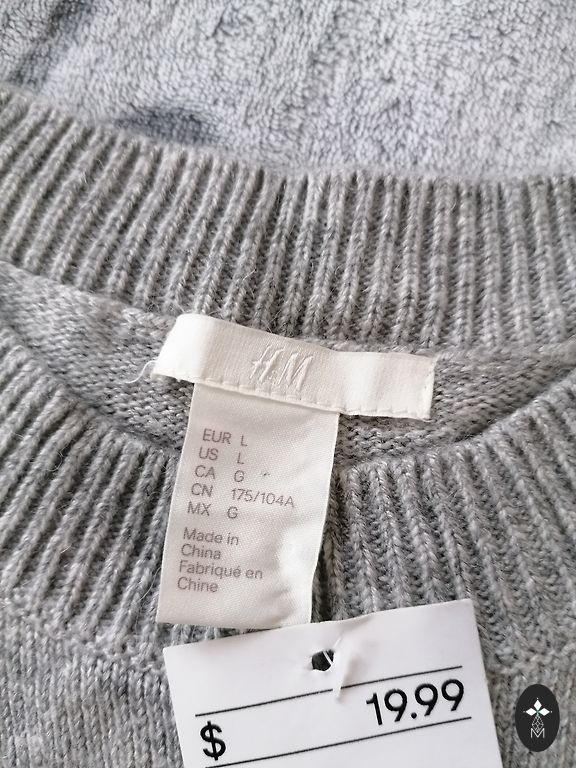 H&M
EUR L
US L
CA G
CN 175/104A
MX G
Made in
China
Fabriqué en
Chine
19.99
$
M